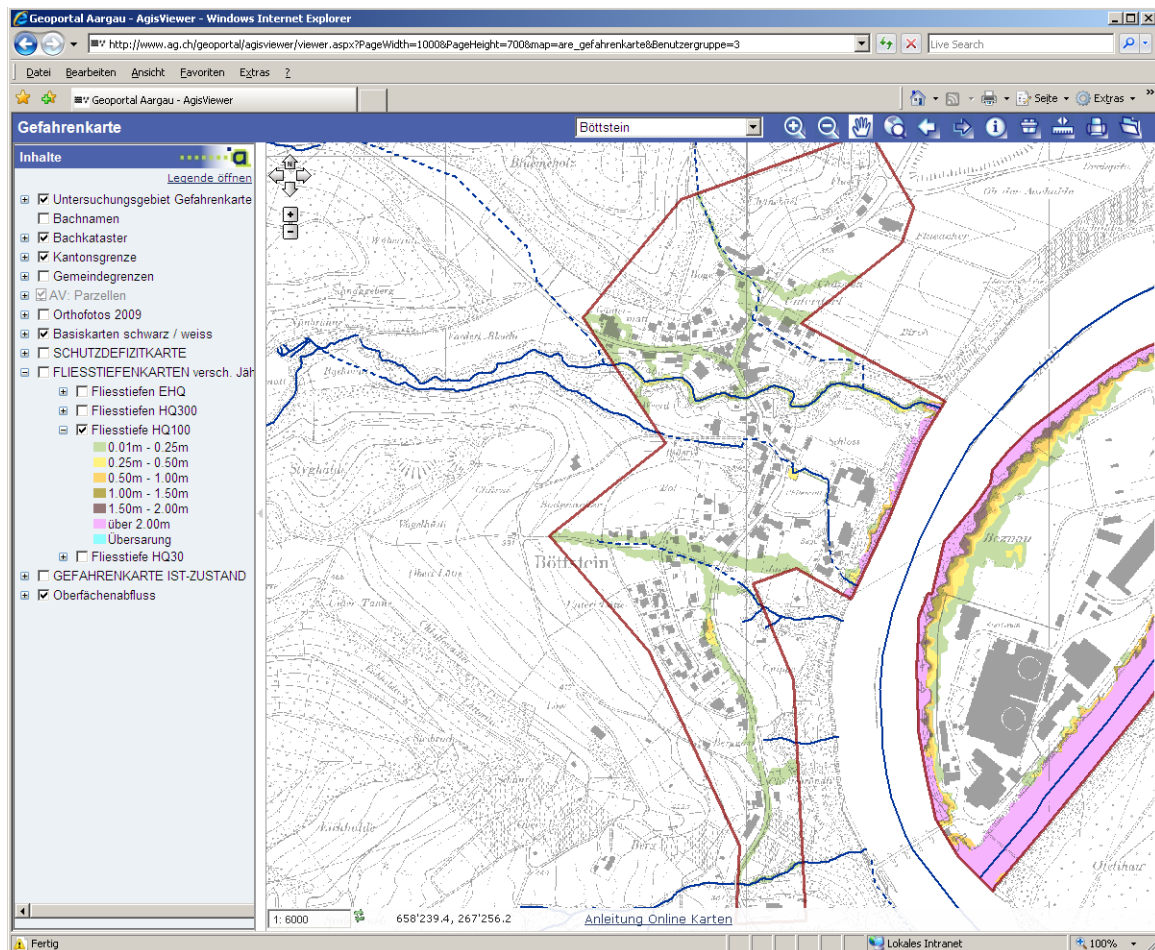 Geoportal Aargau - AgisViewer - Windows Internet Explorer
http://www.ag.ch/geoportal/agisviewer/viewer.aspx?PageWidth=1000&PageHeight=700&map=are_gefahrenkarte&Benutzergruppe=3
Live Search
Datei Bearbeiten Ansicht Favoriten Extras ?
Geoportal Aargau - AgisViewer
Seite Extras
Gefahrenkarte
Böttstein
Inhalte
Legende öffnen
Untersuchungsgebiet Gefahrenkarte
Bachnamen
Bachkataster
Kantonsgrenze
Gemeindegrenzen
AV: Parzellen
Orthofotos 2009
Basiskarten schwarz / weiss
SCHUTZDEFIZITKARTE
FLIESSTIEFENKARTEN versch. Jäh
Fliesstiefen EHQ
Fliesstiefen HQ300
Fliesstiefe HQ100
0.01m - 0.25m
0.25m - 0.50m
0.50m - 1.00m
1.00m - 1.50m
1.50m - 2.00m
über 2.00m
Übersarung
Fliesstiefe HQ30
GEFAHRENKARTE IST-ZUSTAND
Oberfächenabfluss
N
Schloss
Beznau
Böttstein
1: 6000
658'239.4, 267'256.2
Anleitung Online Karten
Fertig
Lokales Intranet
100%